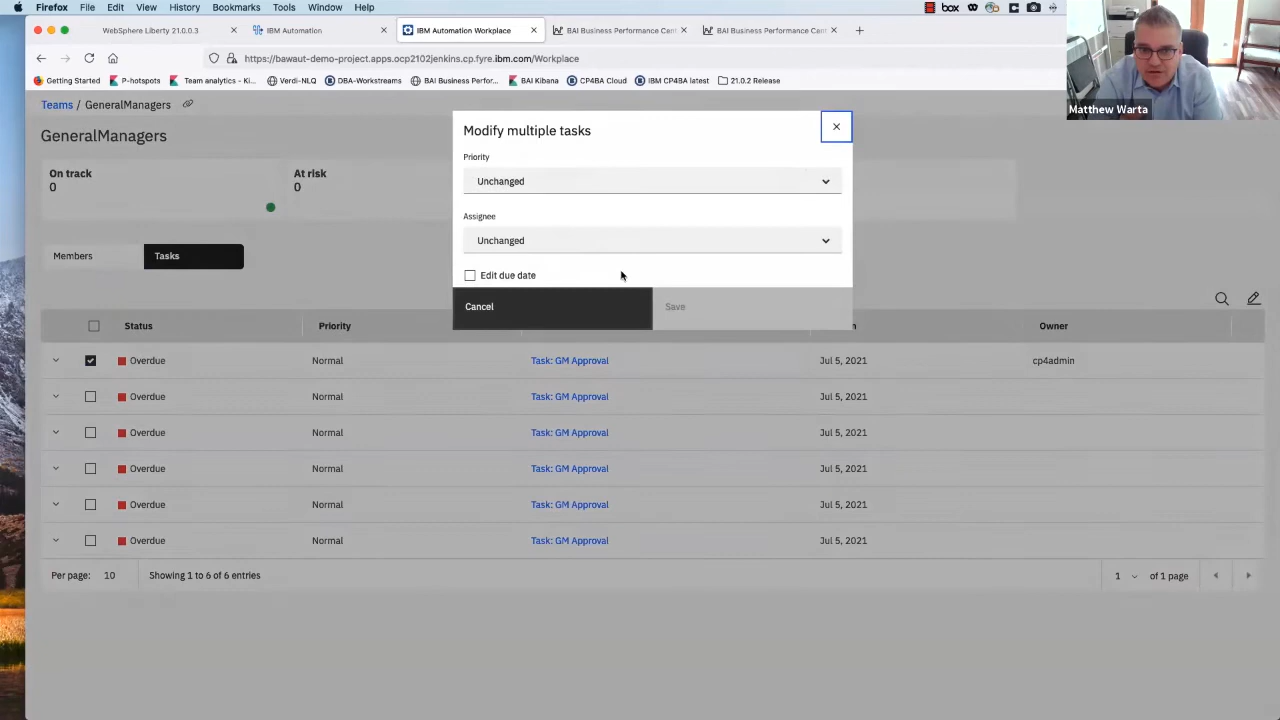 Firefox File Edit View History Bookmarks Tools Window Help box
WebSphere Liberty 21.0.0.3 IBM Automation IBM Automation Workplace BAI Business Performance Cent BAI Business Performance Cent
https://bawaut-demo-project.apps.ocp2102jenkins.cp.fyre.ibm.com/Workplace
Getting Started P-hotspots Team analytics - Ki... Verdi-NLQ DBA-Workstreams BAI Business Perfor... BAI Kibana CP4BA Cloud IBM CP4BA latest 21.0.2 Release
Matthew Warta
Teams / GeneralManagers
GeneralManagers
On track
0
At risk
0
Members Tasks
Modify multiple tasks
Priority
Unchanged
Assignee
Unchanged
Edit due date
Cancel Save
Status Priority Owner
Overdue Normal Task: GM Approval Jul 5, 2021 cp4admin
Overdue Normal Task: GM Approval Jul 5, 2021
Overdue Normal Task: GM Approval Jul 5, 2021
Overdue Normal Task: GM Approval Jul 5, 2021
Overdue Normal Task: GM Approval Jul 5, 2021
Overdue Normal Task: GM Approval Jul 5, 2021
Per page: 10 Showing 1 to 6 of 6 entries 1 of 1 page